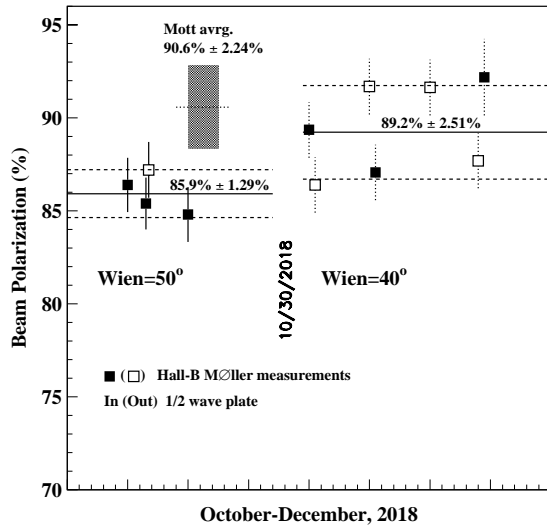 Mott avrg.
90.6% ± 2.24%
95
90
85
80
75
70
Beam Polarization (%)
85.9% ± 1.29%
89.2% ± 2.51%
Wien=50°
10/30/2018
Wien=40°
■ (□) Hall-B MØller measurements
In (Out) 1/2 wave plate
October-December, 2018